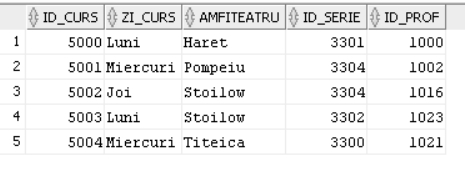 ID_CURS ZI_CURS AMFITEATRU ID_SERIE ID_PROF
1 5000 Luni Haret 3301 1000
2 5001 Miercuri Pompeiu 3304 1002
3 5002 Joi Stoilow 3304 1016
4 5003 Luni Stoilow 3302 1023
5 5004 Miercuri Titeica 3300 1021